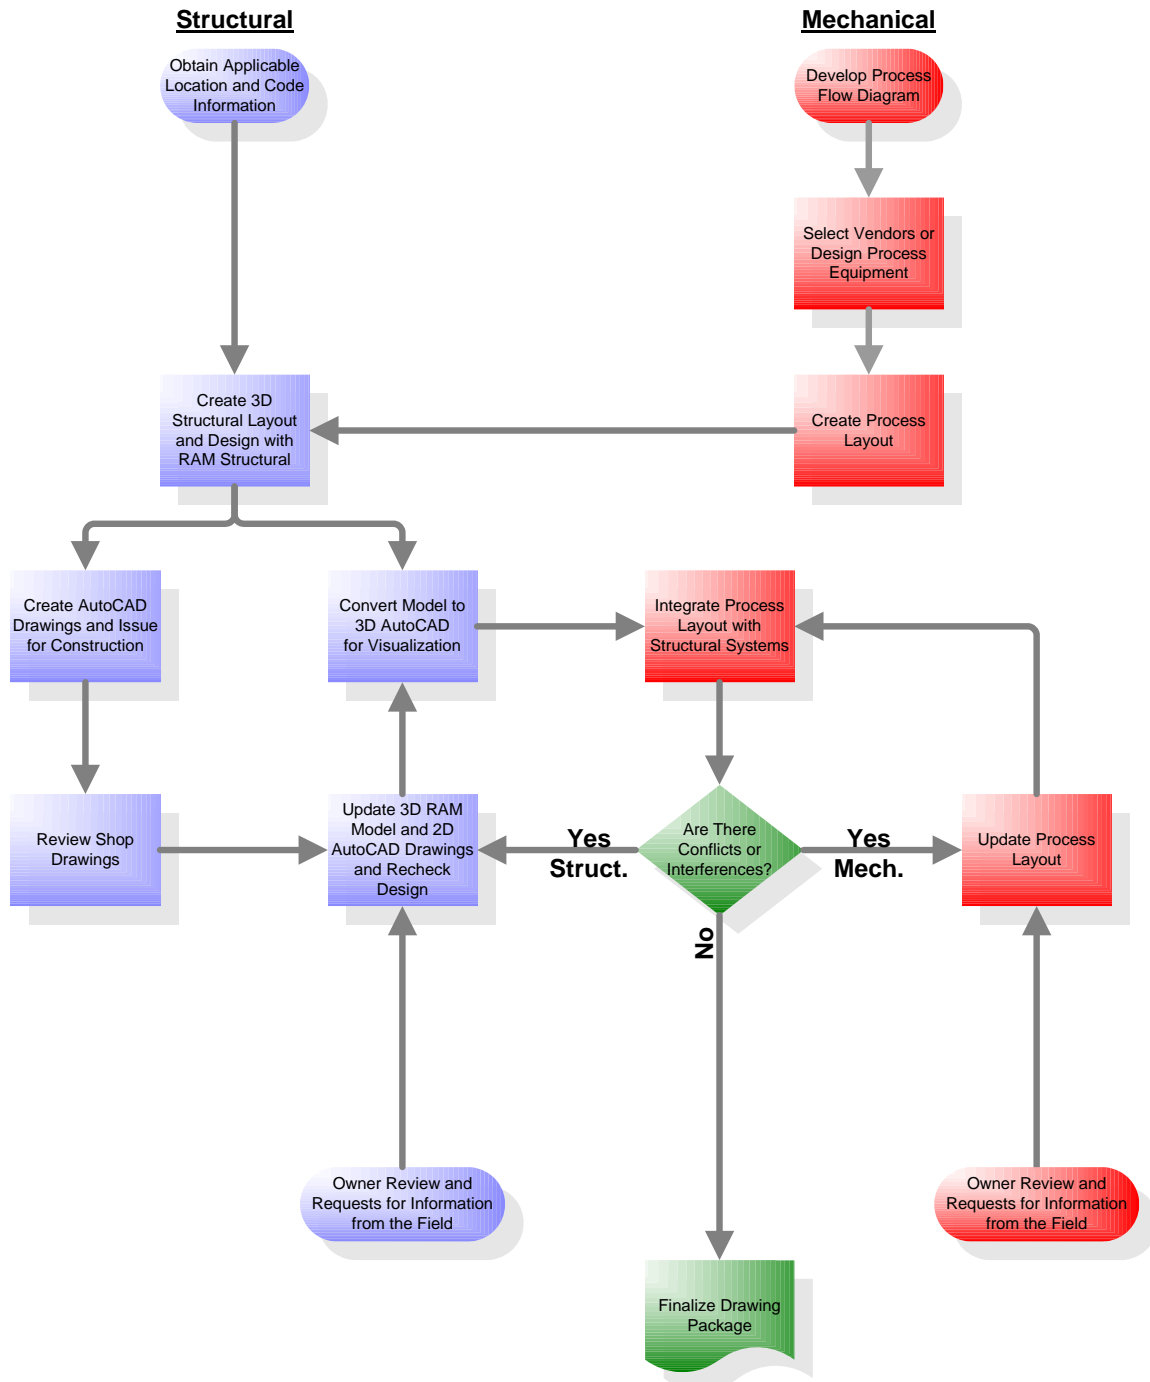 Structural
Mechanical
Obtain Applicable
Location and Code
Information
Develop Process
Flow Diagram
Select Vendors or
Design Process
Equipment
Create 3D
Structural Layout
and Design with
RAM Structural
Create Process
Layout
Create AutoCAD
Drawings and Issue
for Construction
Convert Model to
3D AutoCAD
for Visualization
Integrate Process
Layout with
Structural Systems
Review Shop
Drawings
Update 3D RAM
Model and 2D
AutoCAD Drawings
and Recheck
Design
Yes
Struct.
Are There
Conflicts or
Interferences?
Yes
Mech.
Update Process
Layout
No
Owner Review and
Requests for Information
from the Field
Owner Review and
Requests for Information
from the Field
Finalize Drawing
Package